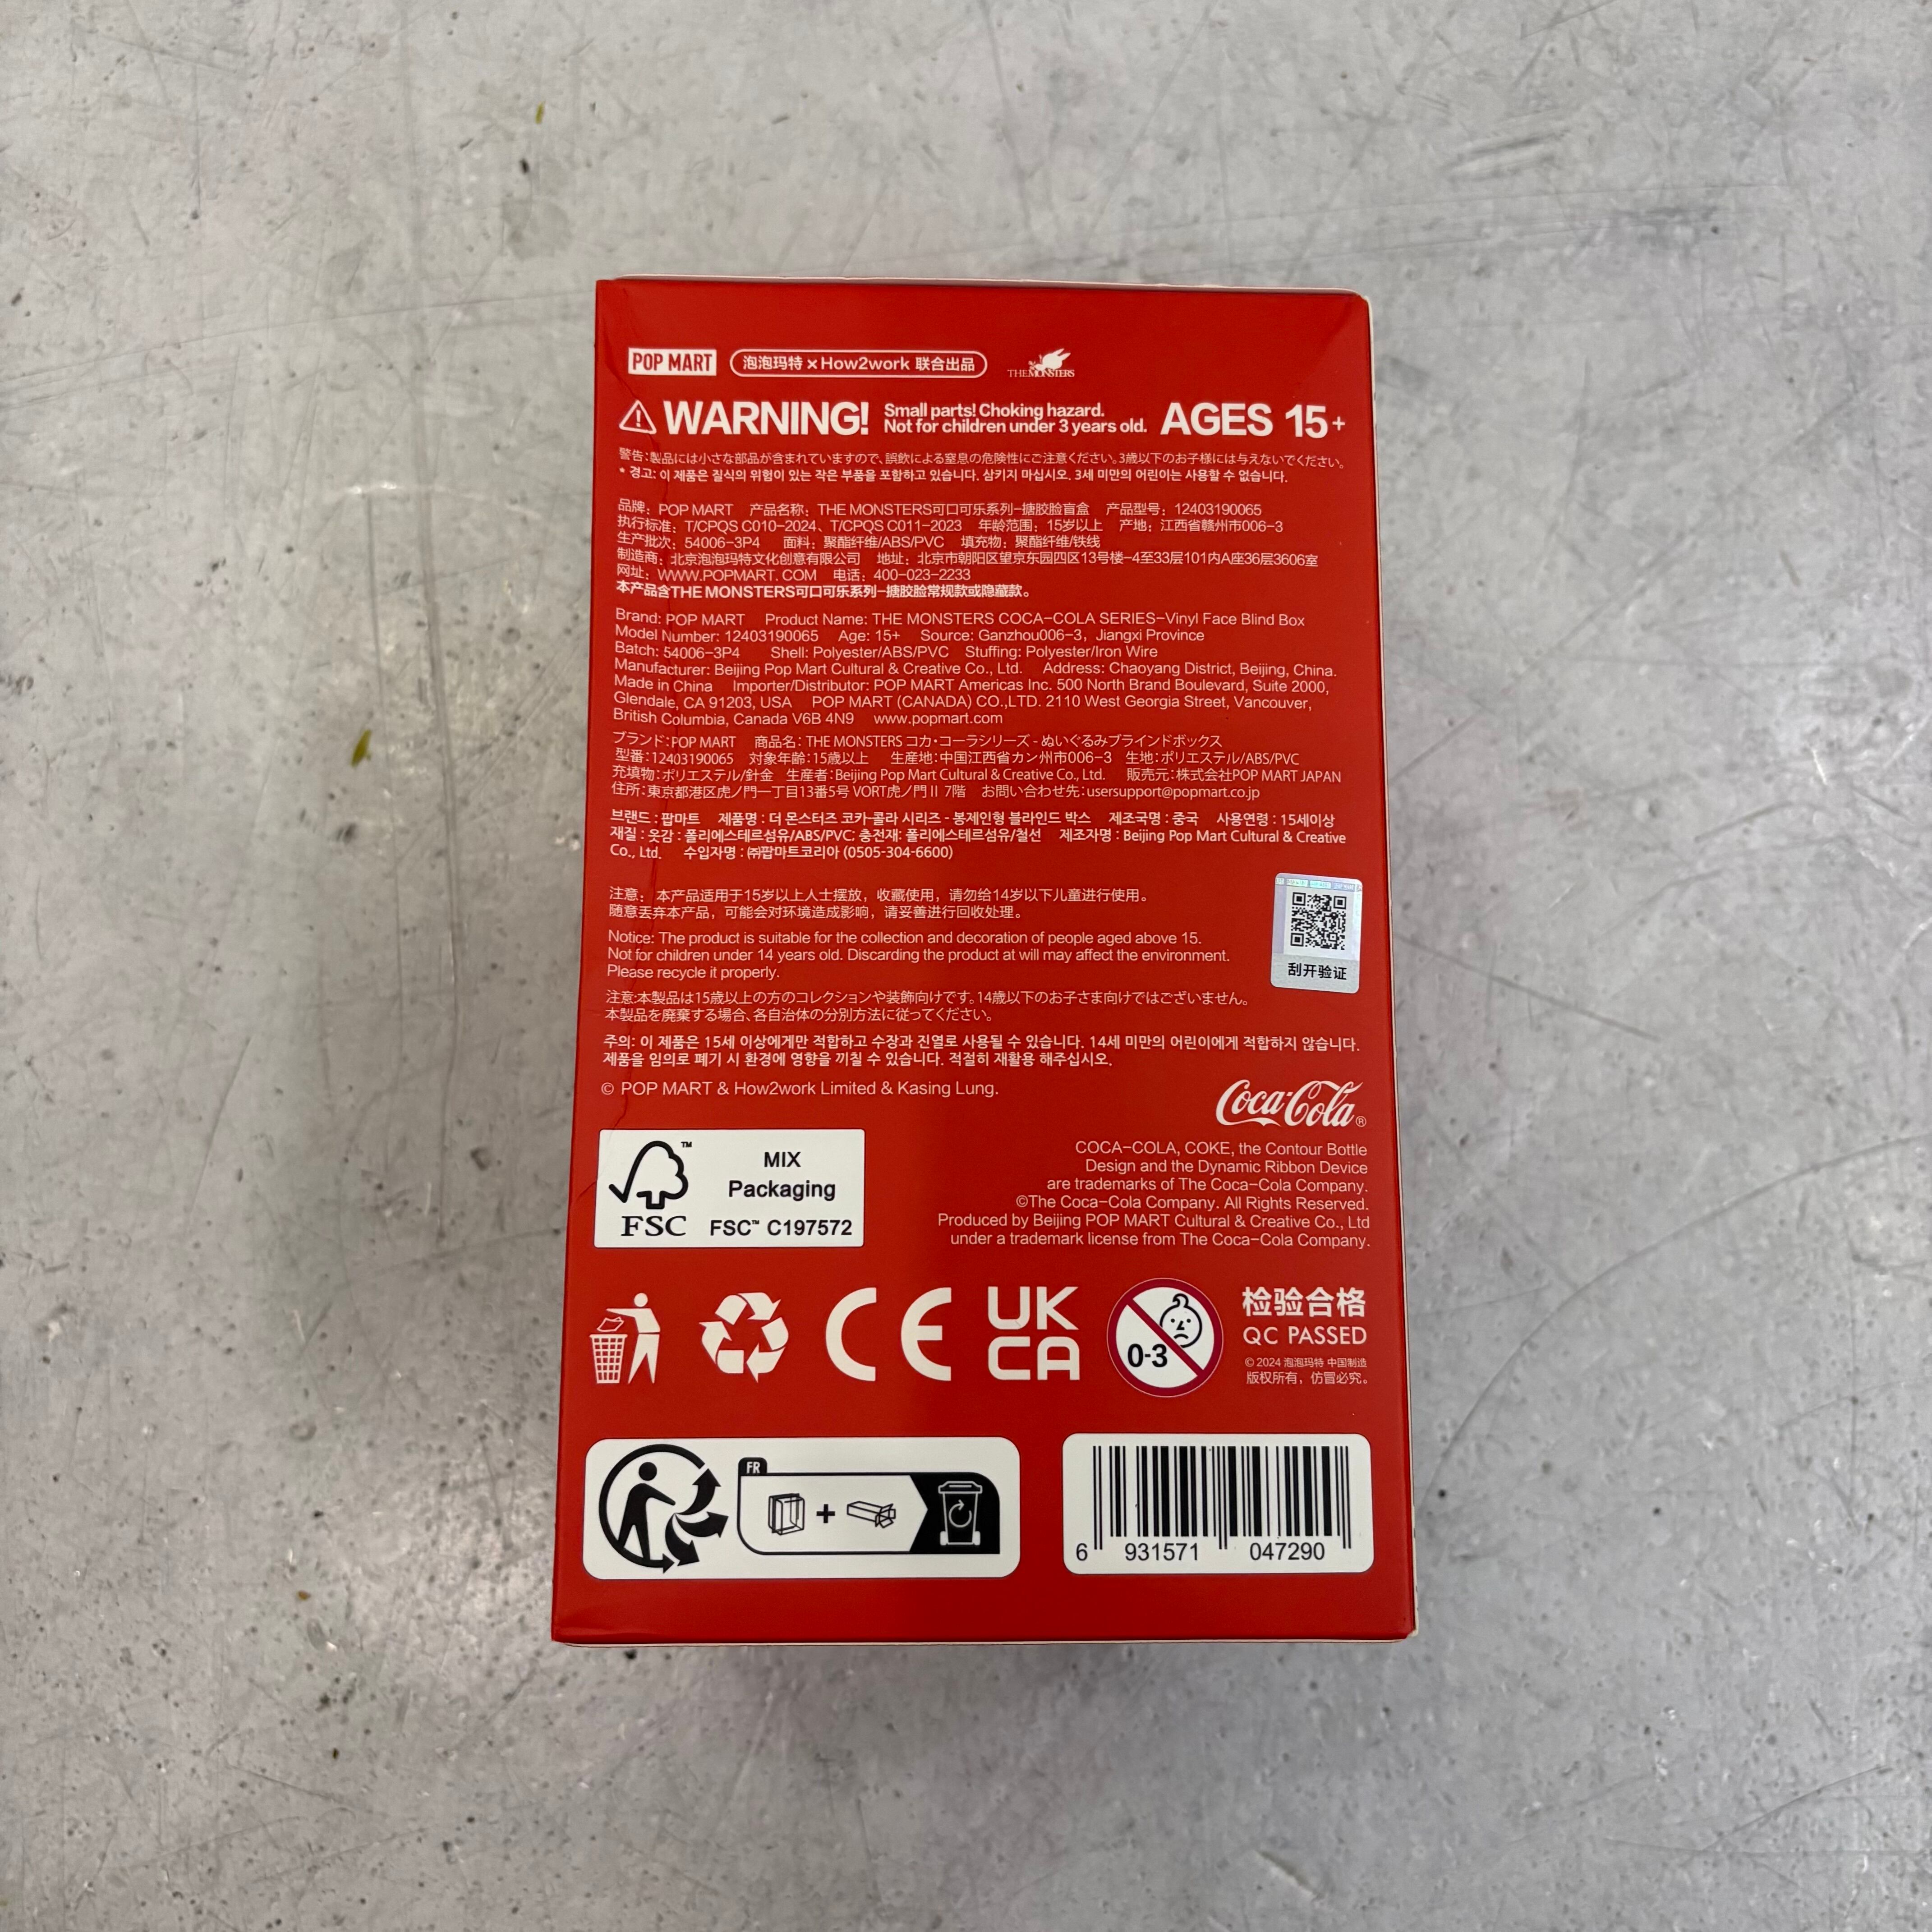 POP MART 泡泡玛特 x How2work 联合出品 THE MONSTERS
WARNING! Small parts! Choking hazard. AGES 15+
Not for children under 3 years old.
警告:製品には小さな部品が含まれていますので、誤飲による窒息の危険性にご注意ください。3歳以下のお子様には与えないでください。
* 경고: 이 제품은 질식의 위험이 있는 작은 부품을 포함하고 있습니다. 삼키지 마십시오. 3세 미만의 어린이는 사용할 수 없습니다.
品牌：POP MART 产品名称：THE MONSTERS可口可乐系列-搪胶脸盲盒 产品型号：12403190065
执行标准：T/CPQS C010-2024、T/CPQS C011-2023 年龄范围：15岁以上 产地：江西省赣州市006-3
生产批次：54006-3P4 面料：聚酯纤维/ABS/PVC 填充物：聚酯纤维/铁线
制造商：北京泡泡玛特文化创意有限公司 地址：北京市朝阳区望京东园四区13号楼-4至33层101内A座36层3606室
网址：WWW.POPMART. COM 电话：400-023-2233
本产品含THE MONSTERS可口可乐系列-搪胶脸常规款或隐藏款。
Brand: POP MART Product Name: THE MONSTERS COCA-COLA SERIES-Vinyl Face Blind Box
Model Number: 12403190065 Age: 15+ Source: Ganzhou006-3, Jiangxi Province
Batch: 54006-3P4 Shell: Polyester/ABS/PVC Stuffing: Polyester/Iron Wire
Manufacturer: Beijing Pop Mart Cultural & Creative Co., Ltd. Address: Chaoyang District, Beijing, China.
Made in China Importer/Distributor: POP MART Americas Inc. 500 North Brand Boulevard, Suite 2000,
Glendale, CA 91203, USA POP MART (CANADA) CO.,LTD. 2110 West Georgia Street, Vancouver,
British Columbia, Canada V6B 4N9 www.popmart.com
ブランド:POP MART 商品名: THE MONSTERS コカ・コーラシリーズ - ぬいぐるみブラインドボックス
型番:12403190065 対象年齢:15歳以上 生産地:中国江西省カン州市006-3 生地:ポリエステル/ABS/PVC
充填物:ポリエステル/針金 生産者:Beijing Pop Mart Cultural & Creative Co., Ltd. 販売元:株式会社POP MART JAPAN
住所:東京都港区虎ノ門一丁目13番5号 VORT虎ノ門Ⅱ 7階 お問い合わせ先:usersupport@popmart.co.jp
브랜드 : 팝마트 제품명 : 더 몬스터즈 코카-콜라 시리즈 - 봉제인형 블라인드 박스 제조국명 : 중국 사용연령 : 15세이상
재질 : 옷감 : 폴리에스테르섬유/ABS/PVC; 충전재: 폴리에스테르섬유/철선 제조자명 : Beijing Pop Mart Cultural & Creative
Co., Ltd. 수입자명 : ㈜팝마트코리아 (0505-304-6600)
注意：本产品适用于15岁以上人士摆放，收藏使用，请勿给14岁以下儿童进行使用。
随意丢弃本产品，可能会对环境造成影响，请妥善进行回收处理。
刮开验证
Notice: The product is suitable for the collection and decoration of people aged above 15.
Not for children under 14 years old. Discarding the product at will may affect the environment.
Please recycle it properly.
注意:本製品は15歳以上の方のコレクションや装飾向けです。14歳以下のお子さま向けではございません。
本製品を廃棄する場合、各自治体の分別方法に従ってください。
주의: 이 제품은 15세 이상에게만 적합하고 수장과 진열로 사용될 수 있습니다. 14세 미만의 어린이에게 적합하지 않습니다.
제품을 임의로 폐기 시 환경에 영향을 끼칠 수 있습니다. 적절히 재활용 해주십시오.
© POP MART & How2work Limited & Kasing Lung.
Coca-Cola ®
COCA-COLA, COKE, the Contour Bottle
Design and the Dynamic Ribbon Device
are trademarks of The Coca-Cola Company.
©The Coca-Cola Company. All Rights Reserved.
Produced by Beijing POP MART Cultural & Creative Co., Ltd
under a trademark license from The Coca-Cola Company.
™
FSC
MIX
Packaging
FSC™ C197572
CE
UK
CA
0-3
检验合格
QC PASSED
© 2024 泡泡玛特 中国制造
版权所有，仿冒必究。
FR
+
6 931571 047290